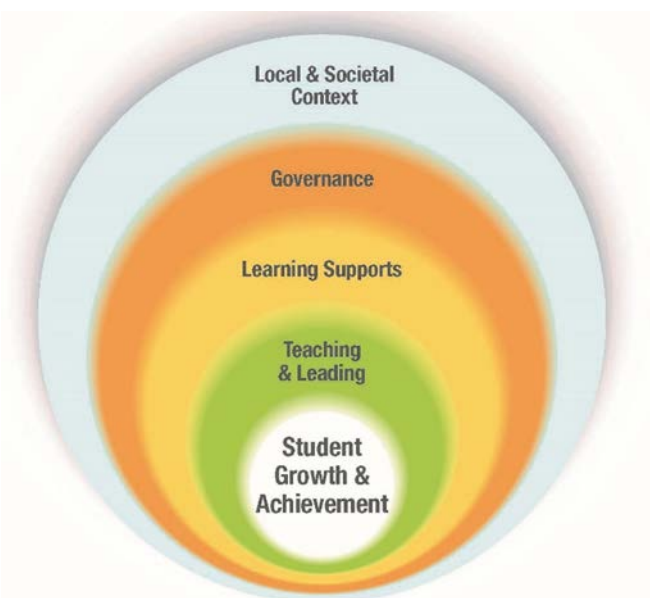 Local & Societal
Context
Governance
Learning Supports
Teaching
& Leading
Student
Growth &
Achievement